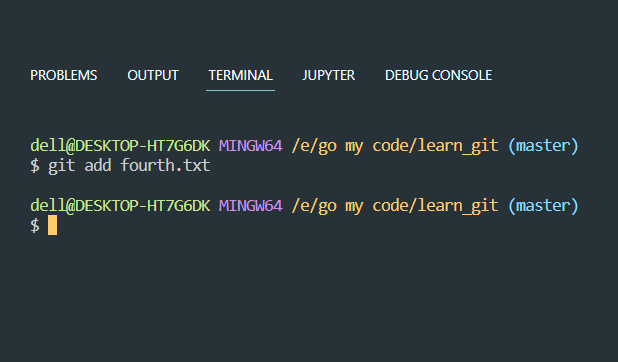 PROBLEMS OUTPUT TERMINAL JUPYTER DEBUG CONSOLE
dell@DESKTOP-HT7G6DK MINGW64 /e/go my code/learn_git (master)
$ git add fourth.txt
dell@DESKTOP-HT7G6DK MINGW64 /e/go my code/learn_git (master)
$